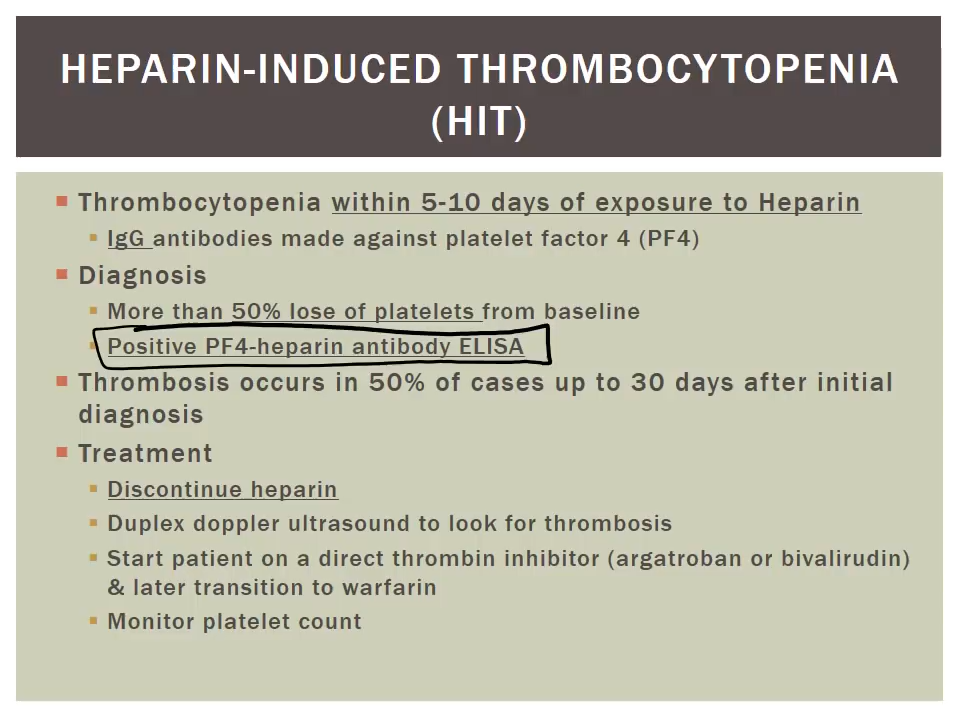 HEPARIN-INDUCED THROMBOCYTOPENIA
(HIT)
Thrombocytopenia within 5-10 days of exposure to Heparin
IgG antibodies made against platelet factor 4 (PF4)
Diagnosis
More than 50% lose of platelets from baseline
Positive PF4-heparin antibody ELISA
Thrombosis occurs in 50% of cases up to 30 days after initial
diagnosis
Treatment
Discontinue heparin
Duplex doppler ultrasound to look for thrombosis
Start patient on a direct thrombin inhibitor (argatroban or bivalirudin)
& later transition to warfarin
Monitor platelet count